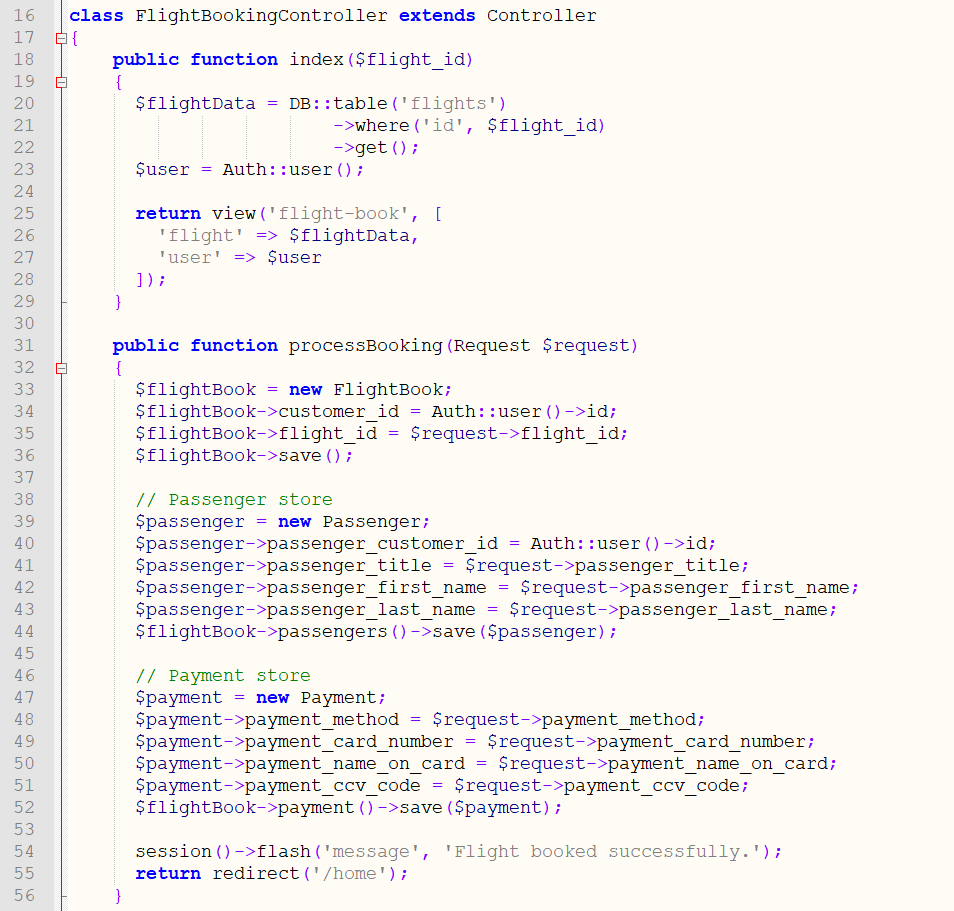 16 class FlightBookingController extends Controller
17 {
18     public function index($flight_id)
19     {
20       $flightData = DB::table('flights')
21                         ->where('id', $flight_id)
22                         ->get();
23       $user = Auth::user();
24
25       return view('flight-book', [
26         'flight' => $flightData,
27         'user' => $user
28       ]);
29     }
30
31     public function processBooking(Request $request)
32     {
33       $flightBook = new FlightBook;
34       $flightBook->customer_id = Auth::user()->id;
35       $flightBook->flight_id = $request->flight_id;
36       $flightBook->save();
37
38       // Passenger store
39       $passenger = new Passenger;
40       $passenger->passenger_customer_id = Auth::user()->id;
41       $passenger->passenger_title = $request->passenger_title;
42       $passenger->passenger_first_name = $request->passenger_first_name;
43       $passenger->passenger_last_name = $request->passenger_last_name;
44       $flightBook->passengers()->save($passenger);
45
46       // Payment store
47       $payment = new Payment;
48       $payment->payment_method = $request->payment_method;
49       $payment->payment_card_number = $request->payment_card_number;
50       $payment->payment_name_on_card = $request->payment_name_on_card;
51       $payment->payment_ccv_code = $request->payment_ccv_code;
52       $flightBook->payment()->save($payment);
53
54       session()->flash('message', 'Flight booked successfully.');
55       return redirect('/home');
56     }